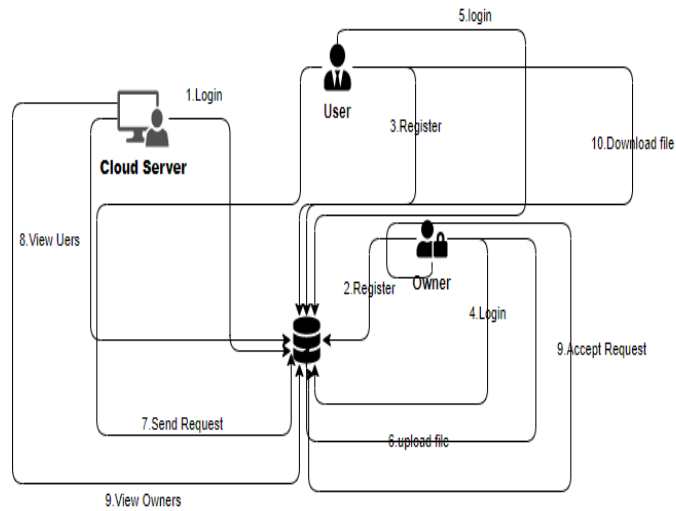 5.login
1.Login
User
3.Register
10.Download file
Cloud Server
8.View Uers
2.Register
Owner
4.Login
9.Accept Request
7.Send Request
6.upload file
9.View Owners